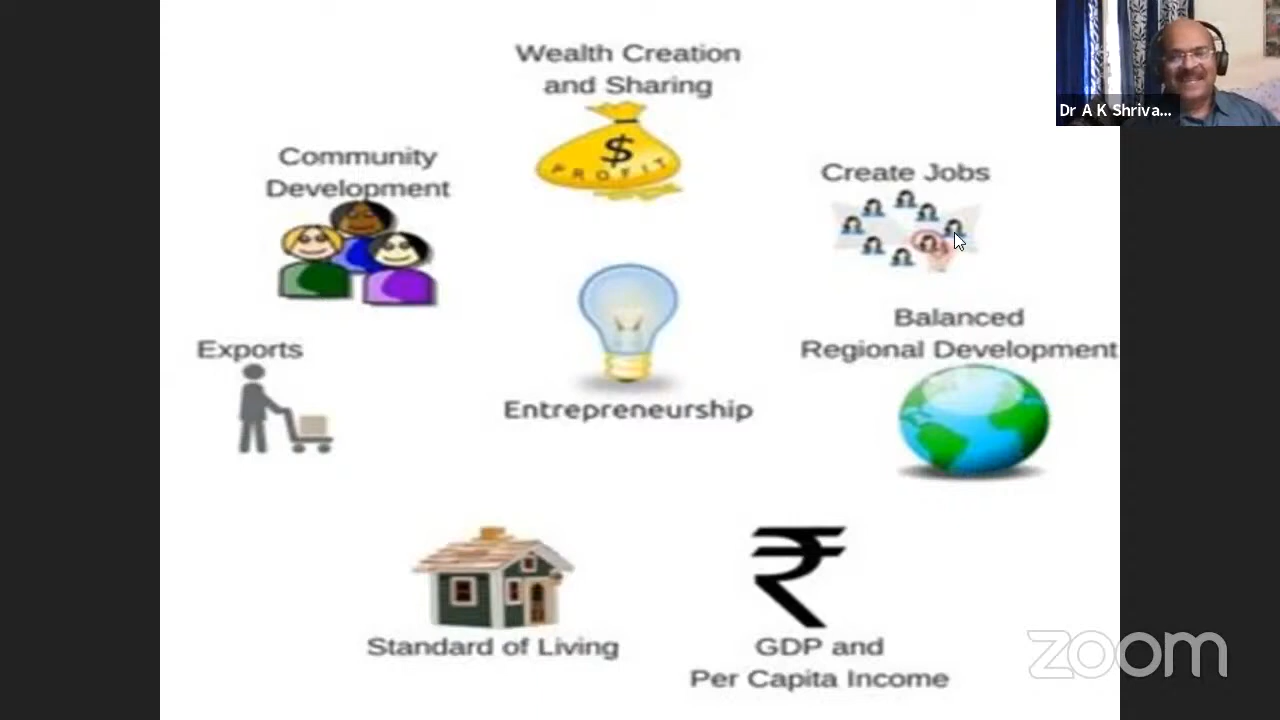 Wealth Creation
and Sharing
$
PROFIT
Community
Development
Create Jobs
Balanced
Regional Development
Exports
Entrepreneurship
₹
Standard of Living
GDP and
Per Capita Income
Dr A K Shriva...
zoom